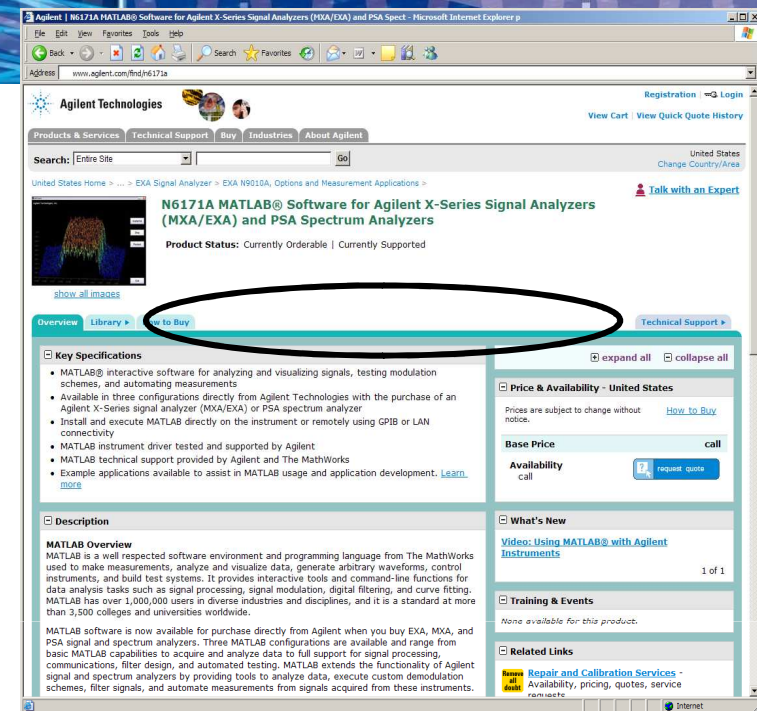 Agilent | N6171A MATLAB® Software for Agilent X-Series Signal Analyzers (MXA/EXA) and PSA Spect - Microsoft Internet Explorer p
File Edit View Favorites Tools Help
Back Search Favorites
Address www.agilent.com/find/n6171a
Registration | Login
Agilent Technologies
View Cart | View Quick Quote History
Products & Services Technical Support Buy Industries About Agilent
Search: Entire Site GO
United States
Change Country/Area
United States Home > ... > EXA Signal Analyzer > EXA N9010A, Options and Measurement Applications >
Talk with an Expert
N6171A MATLAB® Software for Agilent X-Series Signal Analyzers
(MXA/EXA) and PSA Spectrum Analyzers
Product Status: Currently Orderable | Currently Supported
show all images
Overview Library to Buy Technical Support
Key Specifications
• MATLAB® interactive software for analyzing and visualizing signals, testing modulation
schemes, and automating measurements
• Available in three configurations directly from Agilent Technologies with the purchase of an
Agilent X-Series signal analyzer (MXA/EXA) or PSA spectrum analyzer
• Install and execute MATLAB directly on the instrument or remotely using GPIB or LAN
connectivity
• MATLAB instrument driver tested and supported by Agilent
• MATLAB technical support provided by Agilent and The MathWorks
• Example applications available to assist in MATLAB usage and application development. Learn
more
Description
MATLAB Overview
MATLAB is a well respected software environment and programming language from The MathWorks
used to make measurements, analyze and visualize data, generate arbitrary waveforms, control
instruments, and build test systems. It provides interactive tools and command-line functions for
data analysis tasks such as signal processing, signal modulation, digital filtering, and curve fitting.
MATLAB has over 1,000,000 users in diverse industries and disciplines, and it is a standard at more
than 3,500 colleges and universities worldwide.
MATLAB software is now available for purchase directly from Agilent when you buy EXA, MXA, and
PSA signal and spectrum analyzers. Three MATLAB configurations are available and range from
basic MATLAB capabilities to acquire and analyze data to full support for signal processing,
communications, filter design, and automated testing. MATLAB extends the functionality of Agilent
signal and spectrum analyzers by providing tools to analyze data, execute custom demodulation
schemes, filter signals, and automate measurements from signals acquired from these instruments.
expand all collapse all
Price & Availability - United States
Prices are subject to change without
notice.
How to Buy
Base Price call
Availability
call
request quote
What's New
Video: Using MATLAB® with Agilent
Instruments
1 of 1
Training & Events
None available for this product.
Related Links
Remove
all
doubt
Repair and Calibration Services -
Availability, pricing, quotes, service
requests
Internet